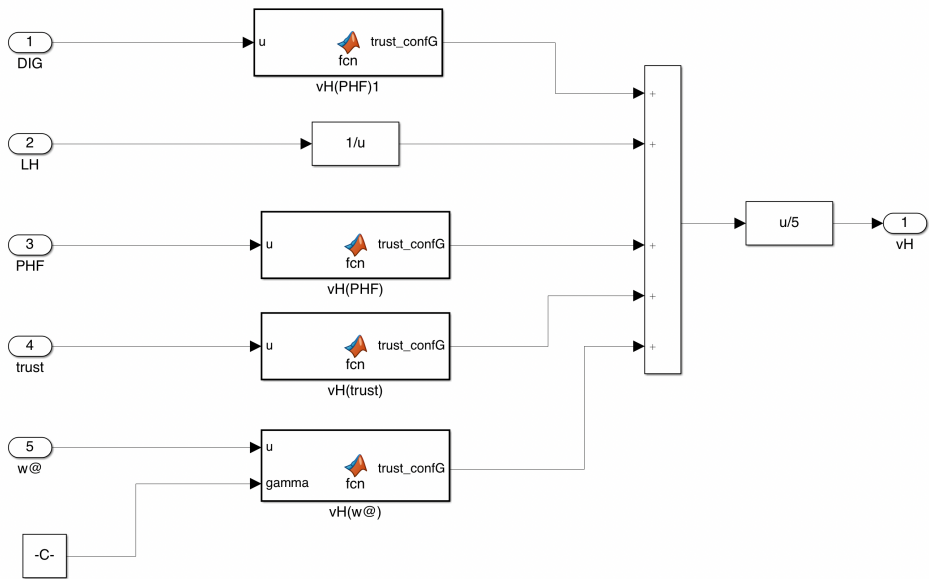 1
DIG
u
fcn
trust_confG
vH(PHF)1
2
LH
1/u
3
PHF
u
fcn
trust_confG
vH(PHF)
4
trust
u
fcn
trust_confG
vH(trust)
5
w@
u
gamma
fcn
trust_confG
vH(w@)
-C-
+
+
+
+
+
u/5
1
vH